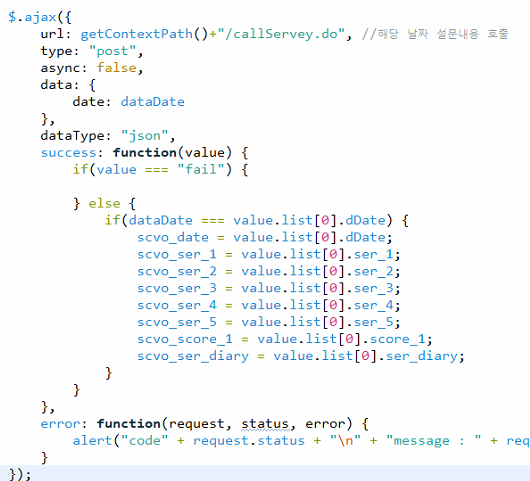 $.ajax({
    url: getContextPath()+"/callServey.do", //해당 날짜 설문내용 호출
    type: "post",
    async: false,
    data: {
        date: dataDate
    },
    dataType: "json",
    success: function(value) {
        if(value === "fail") {

        } else {
            if(dataDate === value.list[0].dDate) {
                scvo_date = value.list[0].dDate;
                scvo_ser_1 = value.list[0].ser_1;
                scvo_ser_2 = value.list[0].ser_2;
                scvo_ser_3 = value.list[0].ser_3;
                scvo_ser_4 = value.list[0].ser_4;
                scvo_ser_5 = value.list[0].ser_5;
                scvo_score_1 = value.list[0].score_1;
                scvo_ser_diary = value.list[0].ser_diary;
            }
        }
    },
    error: function(request, status, error) {
        alert("code" + request.status + "\n" + "message : " + req
    }
});